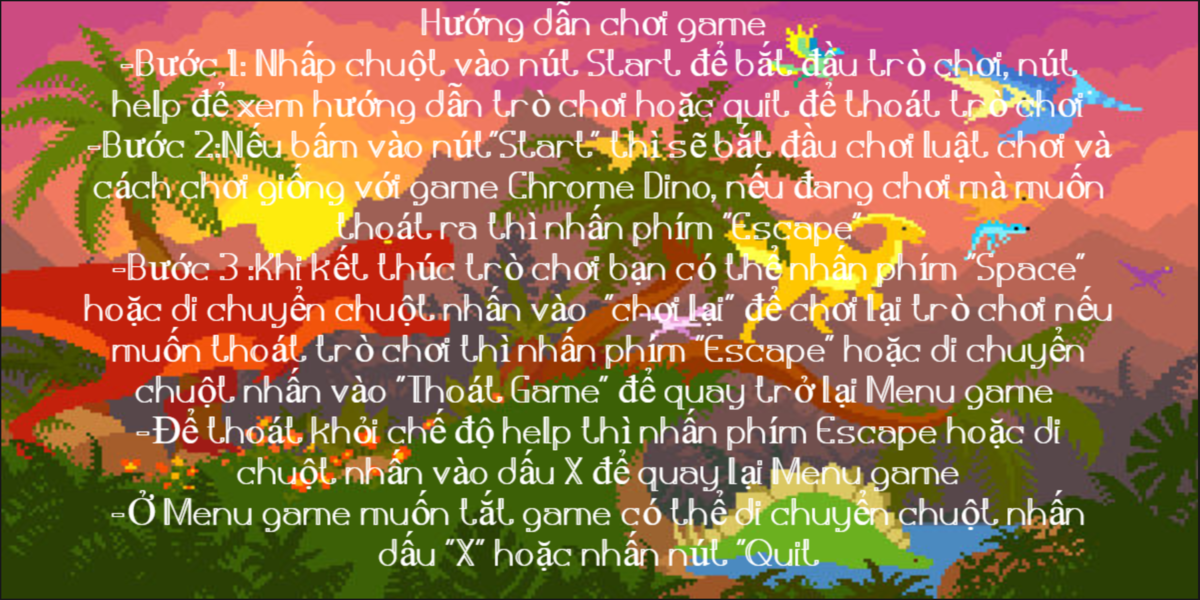 Hướng dẫn chơi game
-Bước 1: Nhấp chuột vào nút Start để bắt đầu trò chơi, nút
help để xem hướng dẫn trò chơi hoặc quit để thoát trò chơi
-Bước 2:Nếu bấm vào nút"Start" thì sẽ bắt đầu chơi luật chơi và
cách chơi giống với game Chrome Dino, nếu đang chơi mà muốn
thoát ra thì nhấn phím "Escape"
-Bước 3 :Khi kết thúc trò chơi bạn có thể nhấn phím "Space"
hoặc di chuyển chuột nhấn vào "chơi lại" để chơi lại trò chơi nếu
muốn thoát trò chơi thì nhấn phím "Escape" hoặc di chuyển
chuột nhấn vào "Thoát Game" để quay trở lại Menu game
-Để thoát khỏi chế độ help thì nhấn phím Escape hoặc di
chuột nhấn vào dấu X để quay lại Menu game
-Ở Menu game muốn tắt game có thể di chuyển chuột nhấn
dấu "X" hoặc nhấn nút "Quit